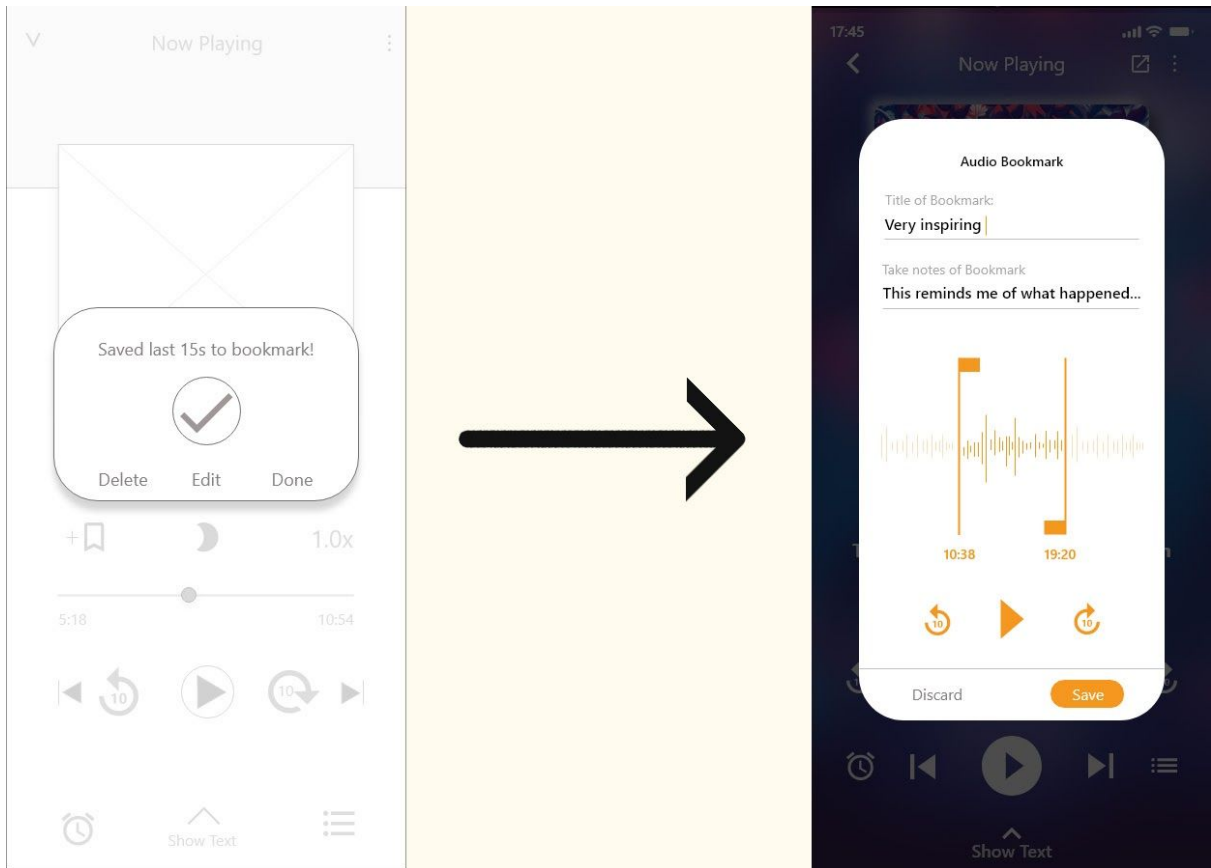 V
Now Playing
Saved last 15s to bookmark!
Delete Edit Done
+ 1.0x
5:18 10:54
10 10
Show Text
17:45
Now Playing
Audio Bookmark
Title of Bookmark:
Very inspiring
Take notes of Bookmark
This reminds me of what happened...
10:38 19:20
10 10
Discard Save
Show Text